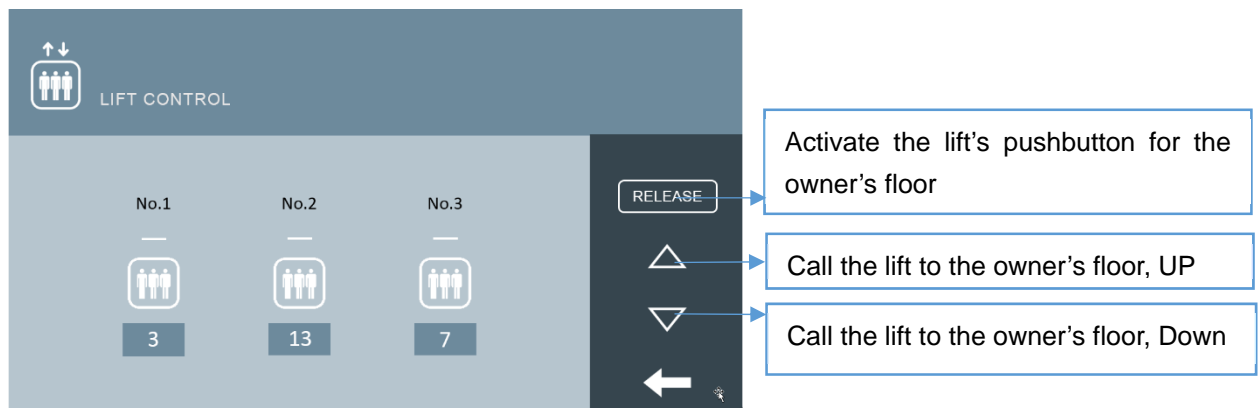 LIFT CONTROL
No.1 No.2 No.3
3 13 7
RELEASE
Activate the lift's pushbutton for the
owner's floor
Call the lift to the owner's floor, UP
Call the lift to the owner's floor, Down